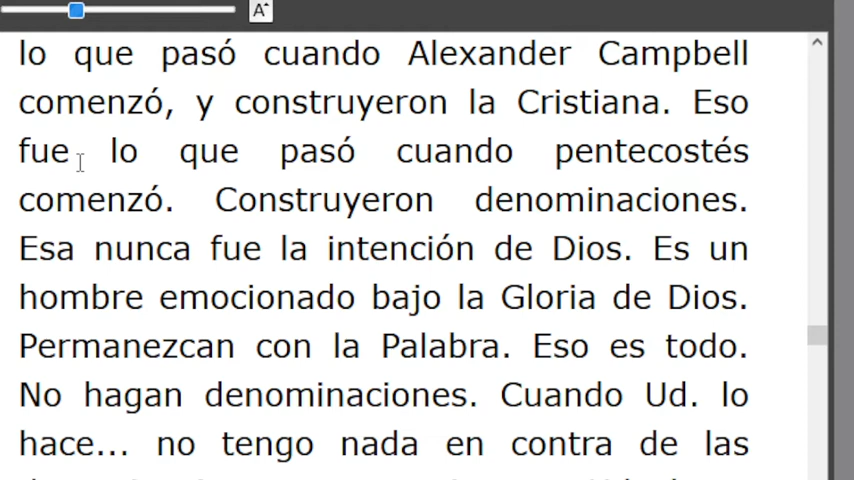 A
lo que pasó cuando Alexander Campbell
comenzó, y construyeron la Cristiana. Eso
fue lo que pasó cuando pentecostés
comenzó. Construyeron denominaciones.
Esa nunca fue la intención de Dios. Es un
hombre emocionado bajo la Gloria de Dios.
Permanezcan con la Palabra. Eso es todo.
No hagan denominaciones. Cuando Ud. lo
hace... no tengo nada en contra de las